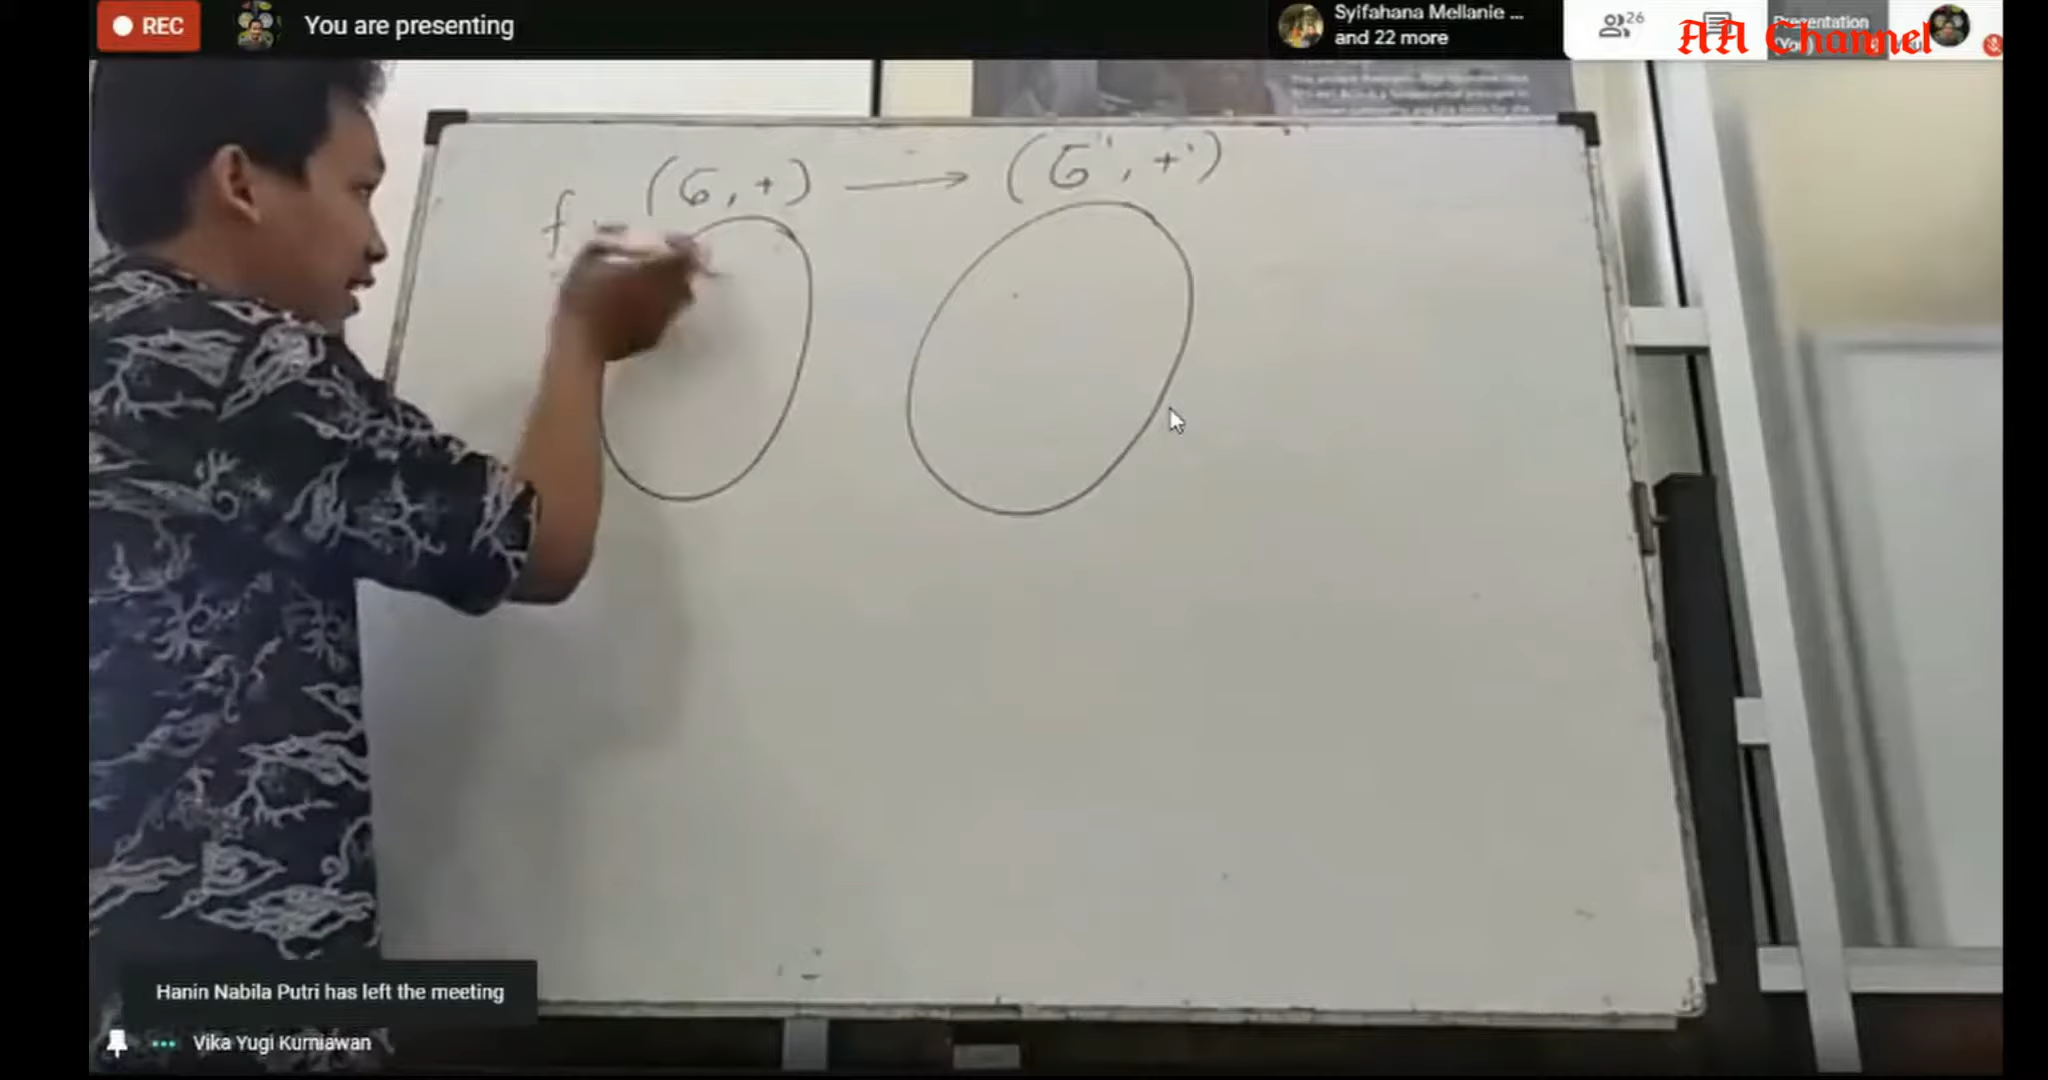 REC
You are presenting
Syifahana Mellanie ...
and 22 more
26
Presentation
AA Channel
f : (G, +) → (G', +')
Hanin Nabila Putri has left the meeting
Vika Yugi Kurniawan